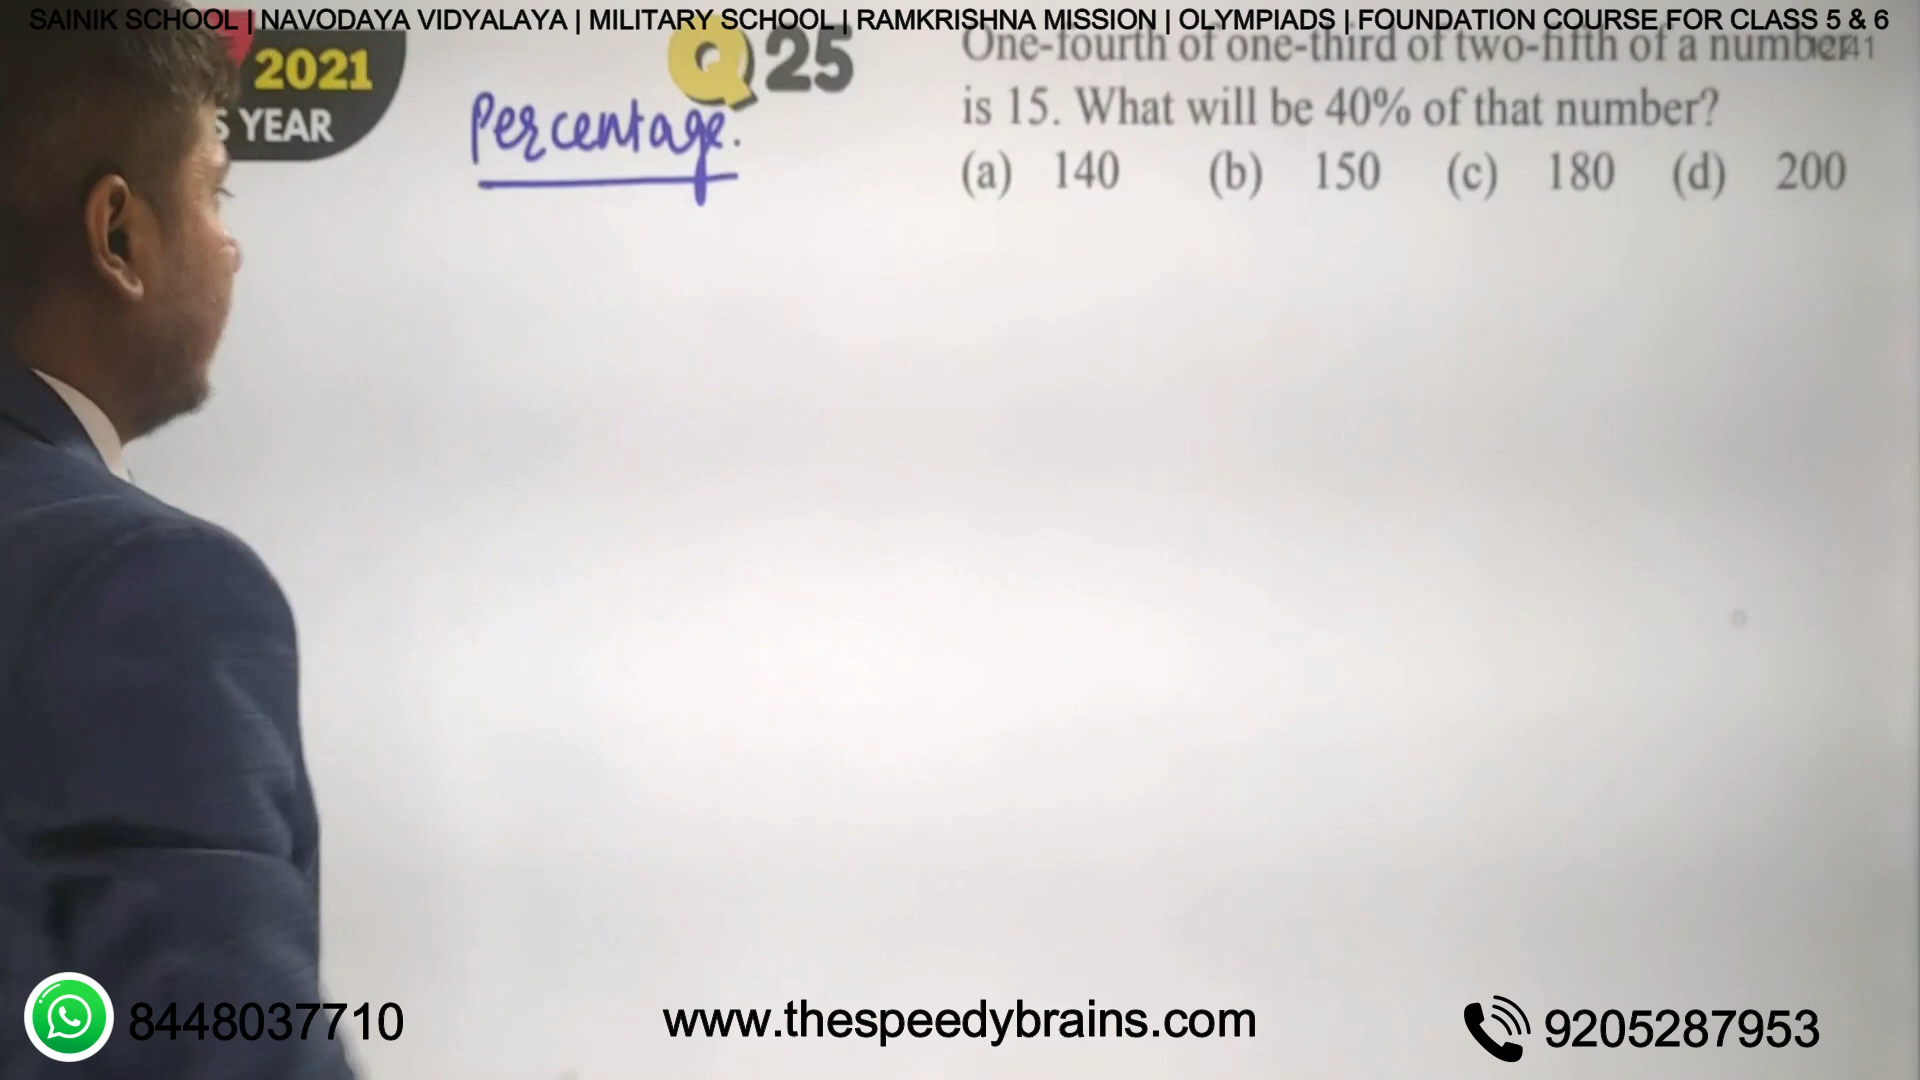 SAINIK SCHOOL | NAVODAYA VIDYALAYA | MILITARY SCHOOL | RAMKRISHNA MISSION | OLYMPIADS | FOUNDATION COURSE FOR CLASS 5 & 6
2021
YEAR
Percentage.
Q 25
One-fourth of one-third of two-fifth of a number
is 15. What will be 40% of that number?
(a) 140 (b) 150 (c) 180 (d) 200
8448037710
www.thespeedybrains.com
9205287953